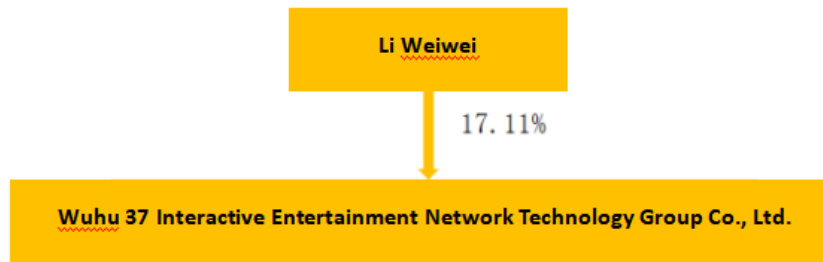 Li Weiwei
17. 11%
Wuhu 37 Interactive Entertainment Network Technology Group Co., Ltd.